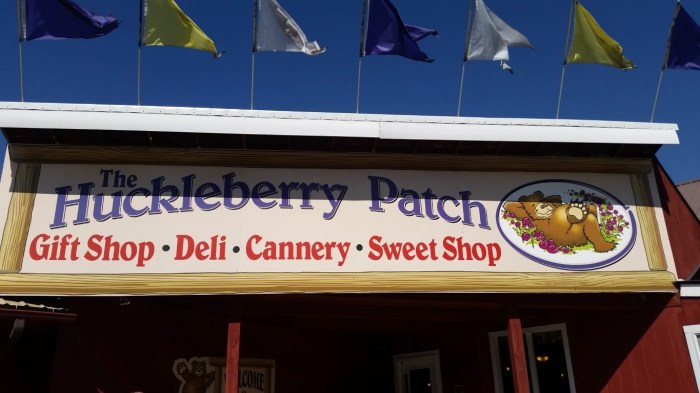 The
Huckleberry Patch
Gift Shop • Deli • Cannery • Sweet Shop